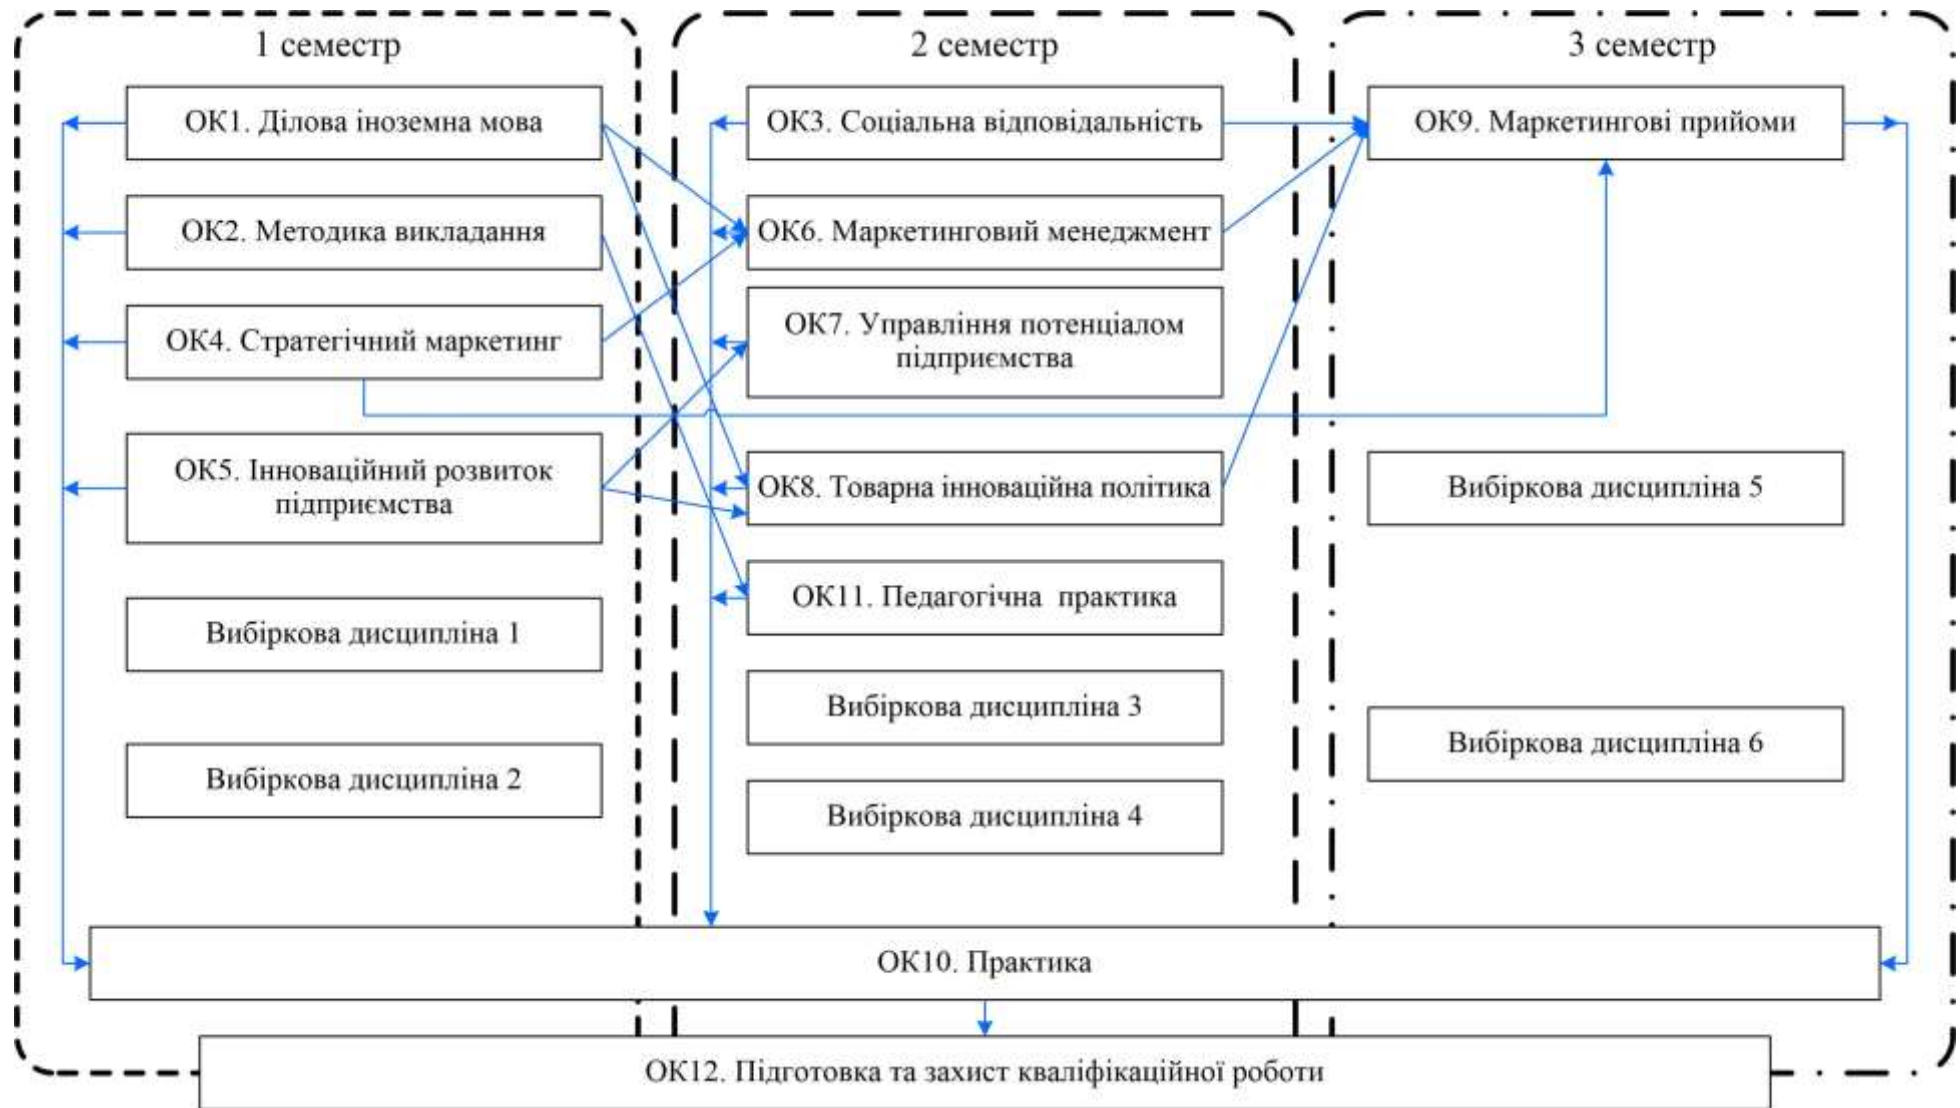 1 семестр
ОК1. Ділова іноземна мова
ОК2. Методика викладання
ОК4. Стратегічний маркетинг
ОК5. Інноваційний розвиток
підприємства
Вибіркова дисципліна 1
Вибіркова дисципліна 2
2 семестр
ОК3. Соціальна відповідальність
ОК6. Маркетинговий менеджмент
ОК7. Управління потенціалом
підприємства
ОК8. Товарна інноваційна політика
ОК11. Педагогічна  практика
Вибіркова дисципліна 3
Вибіркова дисципліна 4
3 семестр
ОК9. Маркетингові прийоми
Вибіркова дисципліна 5
Вибіркова дисципліна 6
ОК10. Практика
ОК12. Підготовка та захист кваліфікаційної роботи